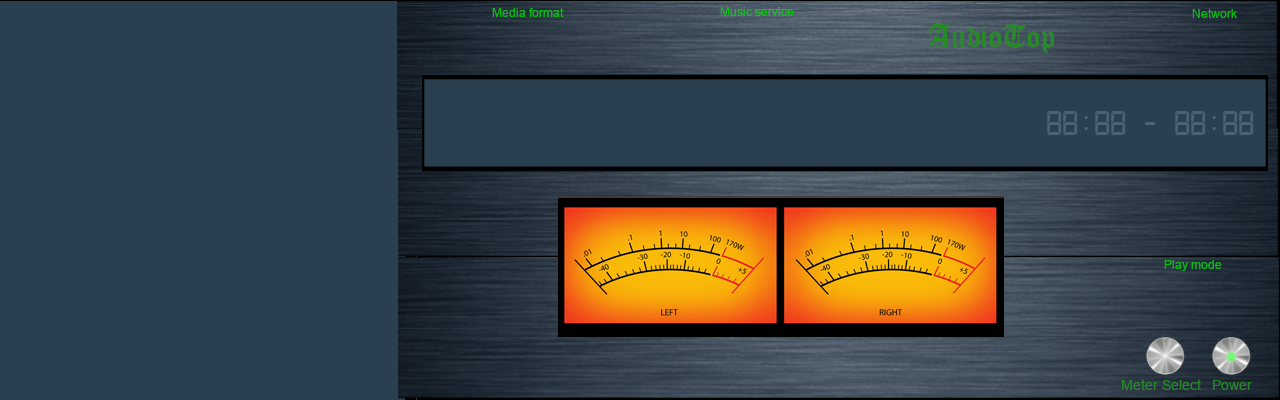 Media format
Music service
Network
AudioTop
88:88 - 88:88
.01 .1 1 10 100 170W
-40 -30 -20 -10 0 +5
LEFT
.01 .1 1 10 100 170W
-40 -30 -20 -10 0 +5
RIGHT
Play mode
Meter Select
Power